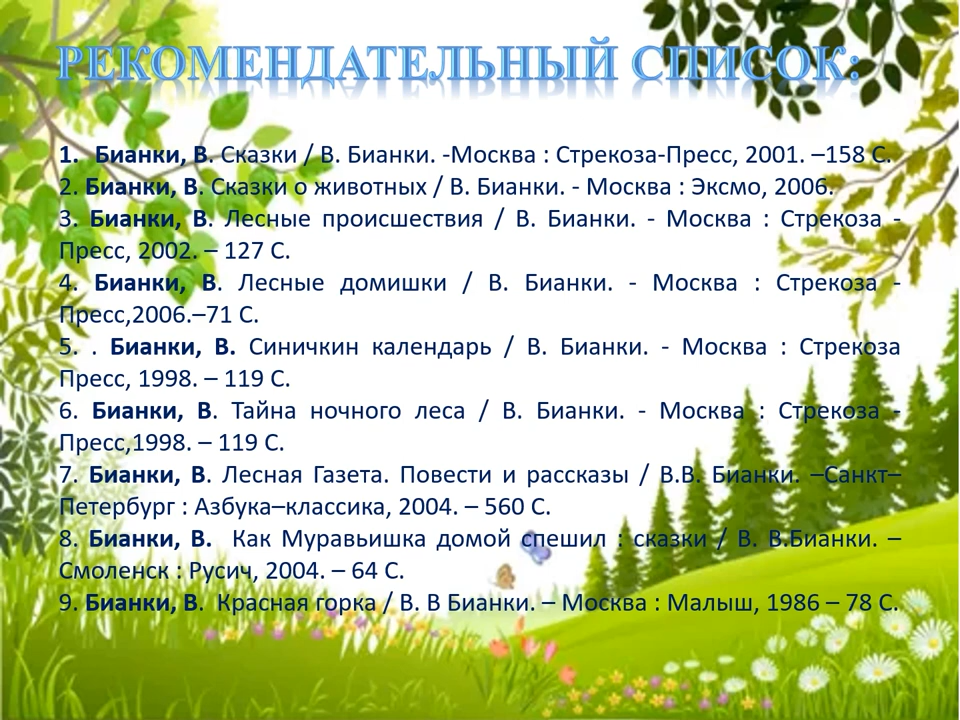 РЕКОМЕНДАТЕЛЬНЫЙ СПИСОК:
1. Бианки, В. Сказки / В. Бианки. -Москва : Стрекоза-Пресс, 2001. –158 С.
2. Бианки, В. Сказки о животных / В. Бианки. - Москва : Эксмо, 2006.
3. Бианки, В. Лесные происшествия / В. Бианки. - Москва : Стрекоза -
Пресс, 2002. – 127 С.
4. Бианки, В. Лесные домишки / В. Бианки. - Москва : Стрекоза -
Пресс,2006.–71 С.
5. . Бианки, В. Синичкин календарь / В. Бианки. - Москва : Стрекоза
Пресс, 1998. – 119 С.
6. Бианки, В. Тайна ночного леса / В. Бианки. - Москва : Стрекоза -
Пресс,1998. – 119 С.
7. Бианки, В. Лесная Газета. Повести и рассказы / В.В. Бианки. –Санкт–
Петербург : Азбука–классика, 2004. – 560 С.
8. Бианки, В. Как Муравьишка домой спешил : сказки / В. В.Бианки. –
Смоленск : Русич, 2004. – 64 С.
9. Бианки, В. Красная горка / В. В Бианки. – Москва : Малыш, 1986 – 78 С.